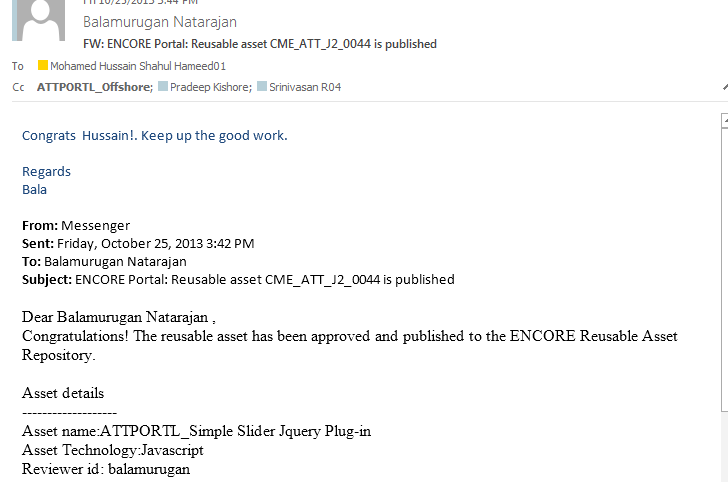 Fri 10/25/2013 3:44 PM
Balamurugan Natarajan
FW: ENCORE Portal: Reusable asset CME_ATT_J2_0044 is published
To Mohamed Hussain Shahul Hameed01
Cc ATTPORTL_Offshore; Pradeep Kishore; Srinivasan R04
Congrats Hussain!. Keep up the good work.
Regards
Bala
From: Messenger
Sent: Friday, October 25, 2013 3:42 PM
To: Balamurugan Natarajan
Subject: ENCORE Portal: Reusable asset CME_ATT_J2_0044 is published
Dear Balamurugan Natarajan ,
Congratulations! The reusable asset has been approved and published to the ENCORE Reusable Asset
Repository.
Asset details
-------------------
Asset name:ATTPORTL_Simple Slider Jquery Plug-in
Asset Technology:Javascript
Reviewer id: balamurugan